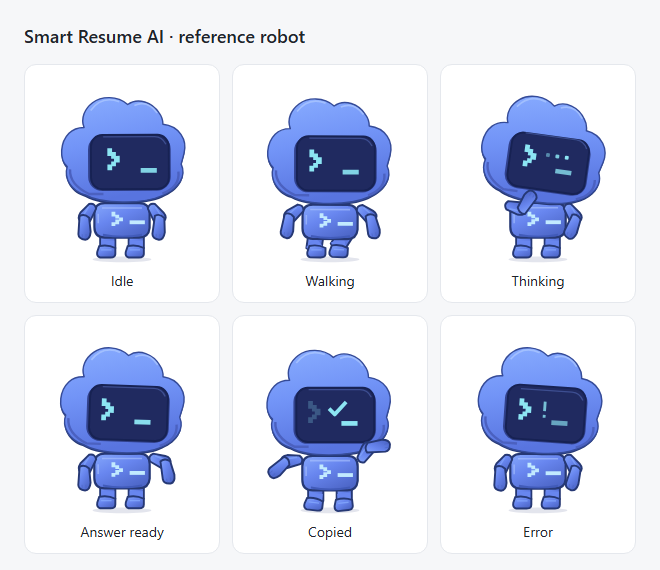 Smart Resume AI · reference robot
>_
>_
>_
>_
>...
_
>_
Idle
Walking
Thinking
>_
>_
>✓
_
>_
>!
_
>_
Answer ready
Copied
Error